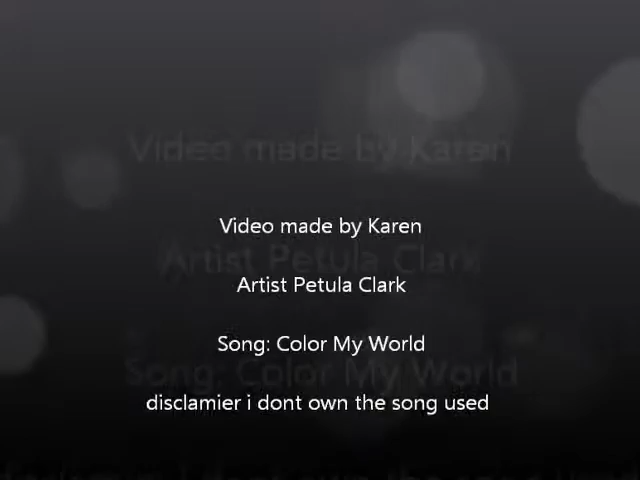 Video made by Karen
Artist Petula Clark
Song: Color My World
disclamier i dont own the song used